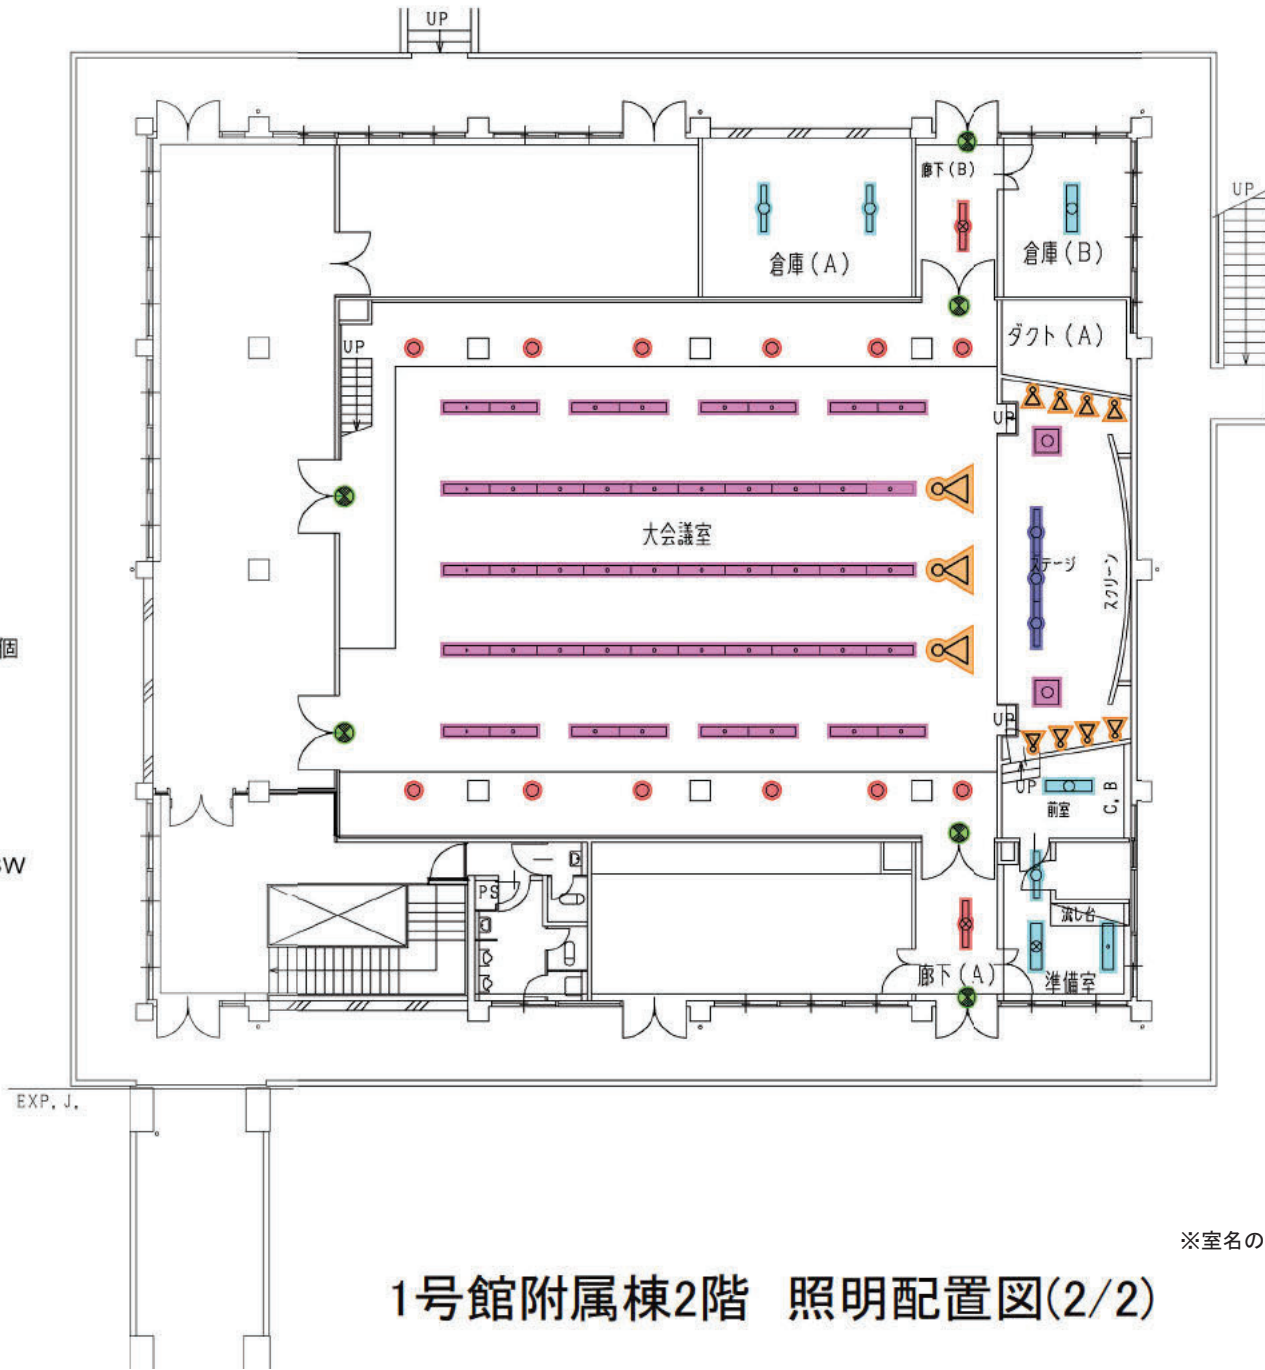 UP
廊下(B)
UP
倉庫(A)
倉庫(B)
UP
ダクト(A)
UP
大会議室
ステージ
スクリーン
個
UP
UP
前室
C,B
W
PS
流し台
廊下(A)
準備室
EXP,J,
※室名の
1号館附属棟2階 照明配置図(2/2)